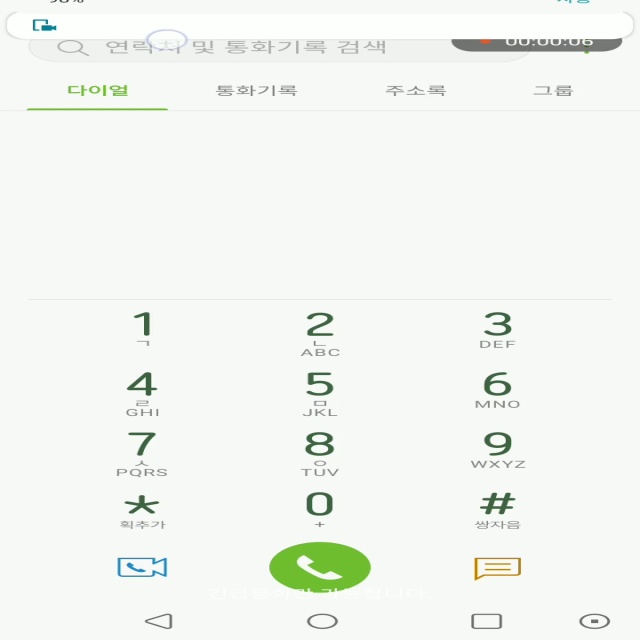 연락처 및 통화기록 검색
00:00:06
다이얼 통화기록 주소록 그룹
1 2 3
ㄱ ㄴ ABC DEF
4 5 6
ㄹ GHI ㅁ JKL MNO
7 8 9
ㅅ PQRS ㅇ TUV WXYZ
* 0 #
획추가 + 쌍자음